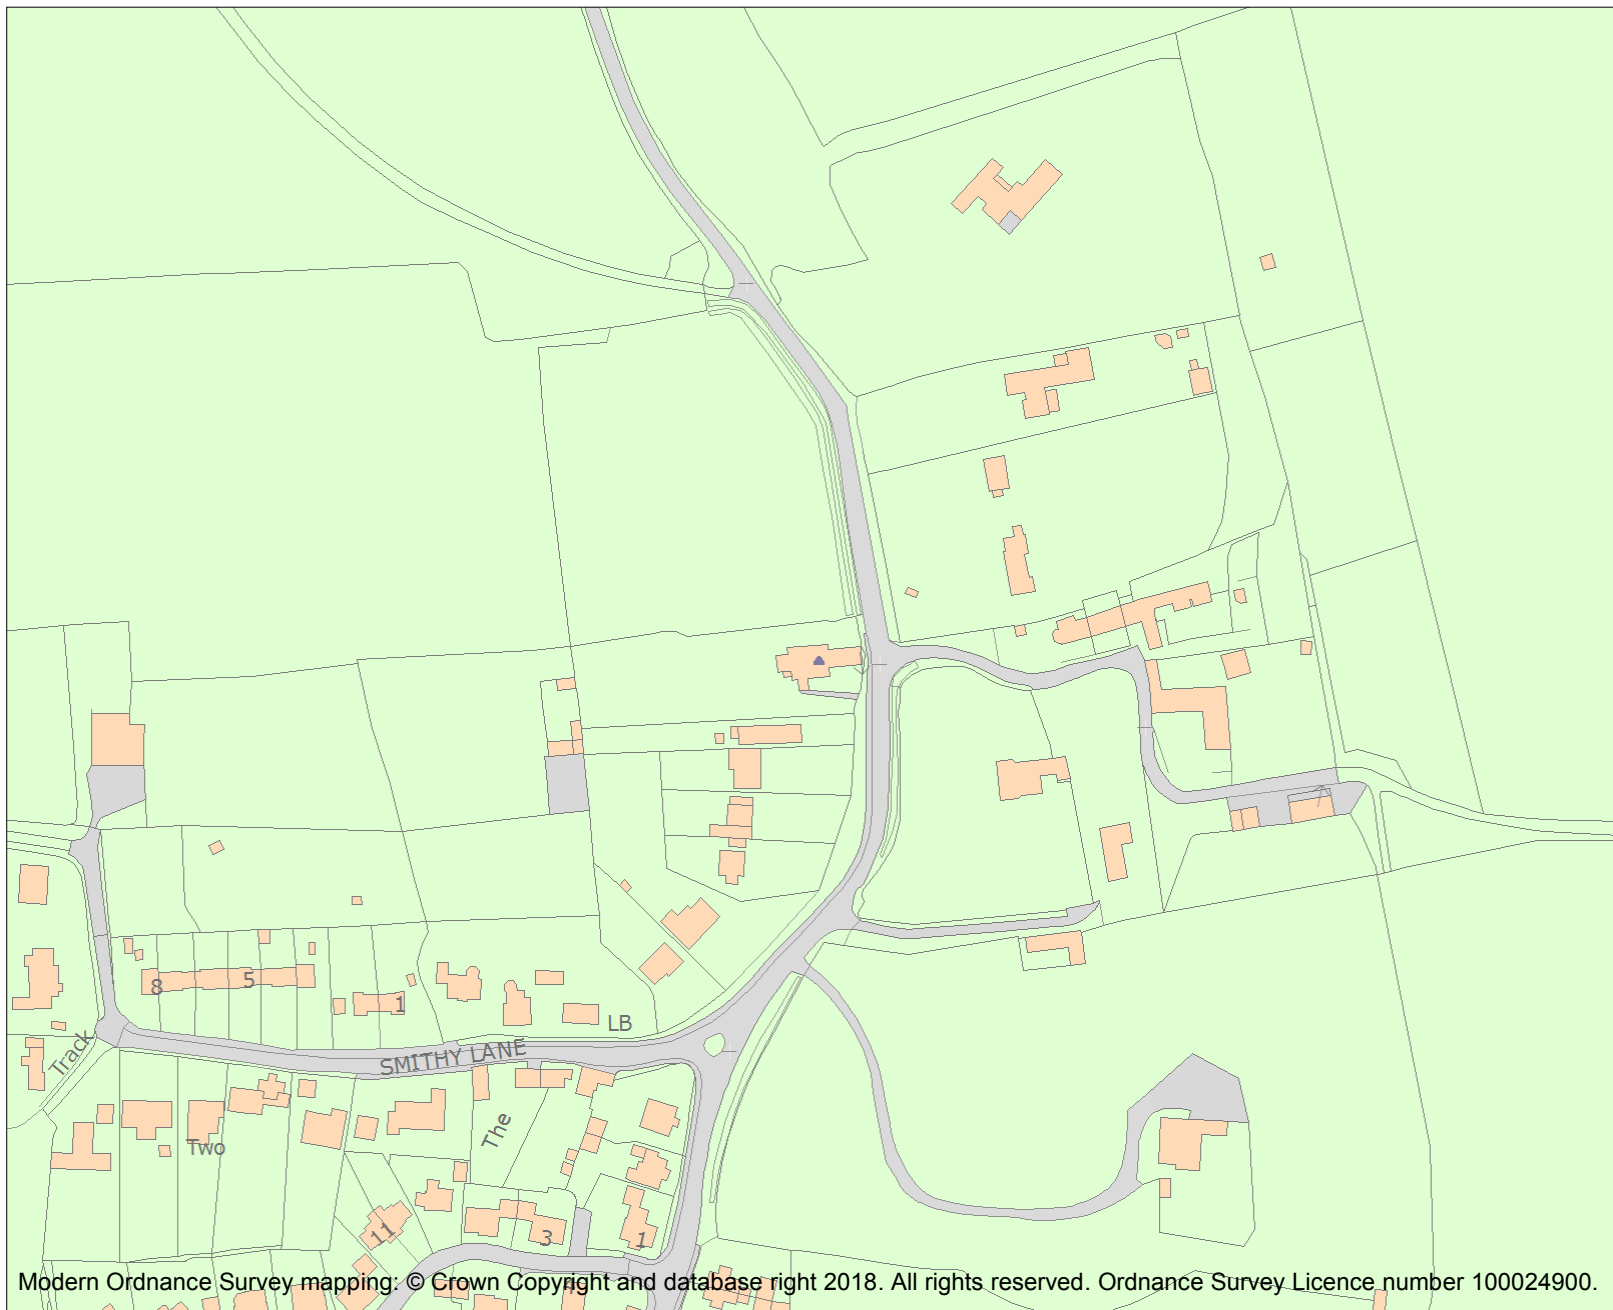 8
5
1
LB
Track
SMITHY LANE
The
Two
11
3
1
Modern Ordnance Survey mapping: © Crown Copyright and database right 2018. All rights reserved. Ordnance Survey Licence number 100024900.